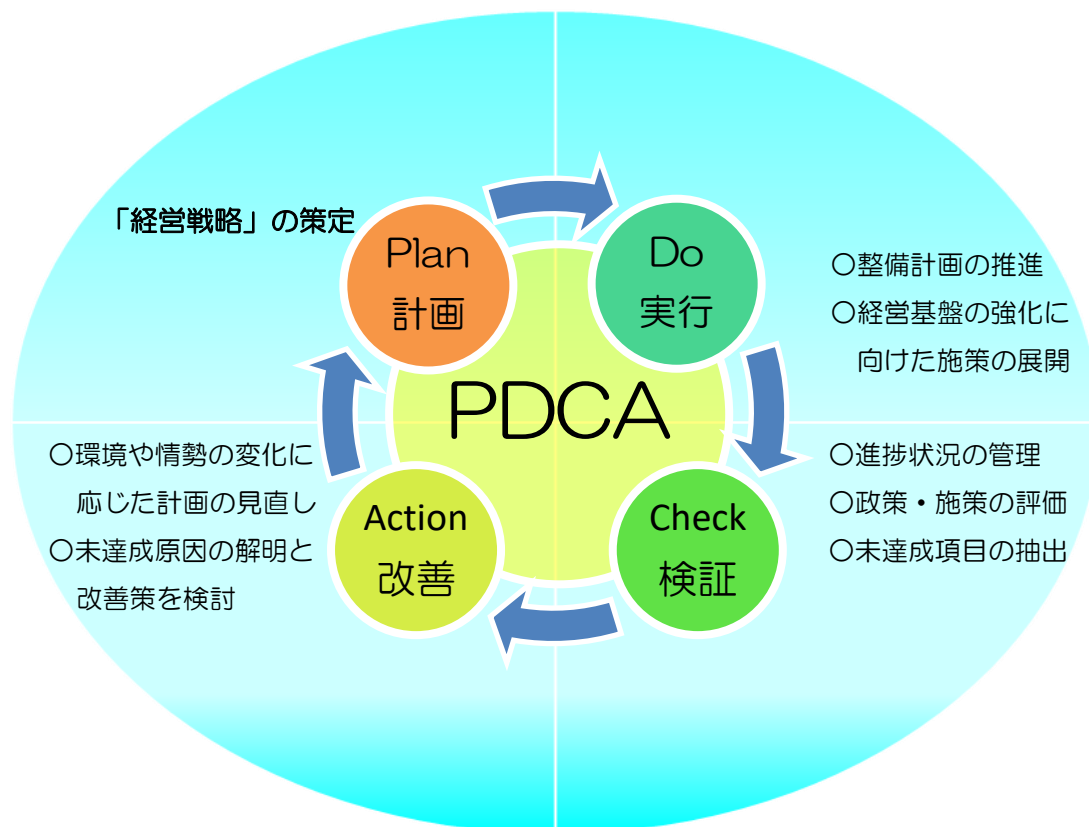 「経営戦略」の策定
Plan
計画
Do
実行
〇整備計画の推進
〇経営基盤の強化に
向けた施策の展開
PDCA
〇環境や情勢の変化に
応じた計画の見直し
〇未達成原因の解明と
改善策を検討
Action
改善
Check
検証
〇進捗状況の管理
〇政策・施策の評価
〇未達成項目の抽出